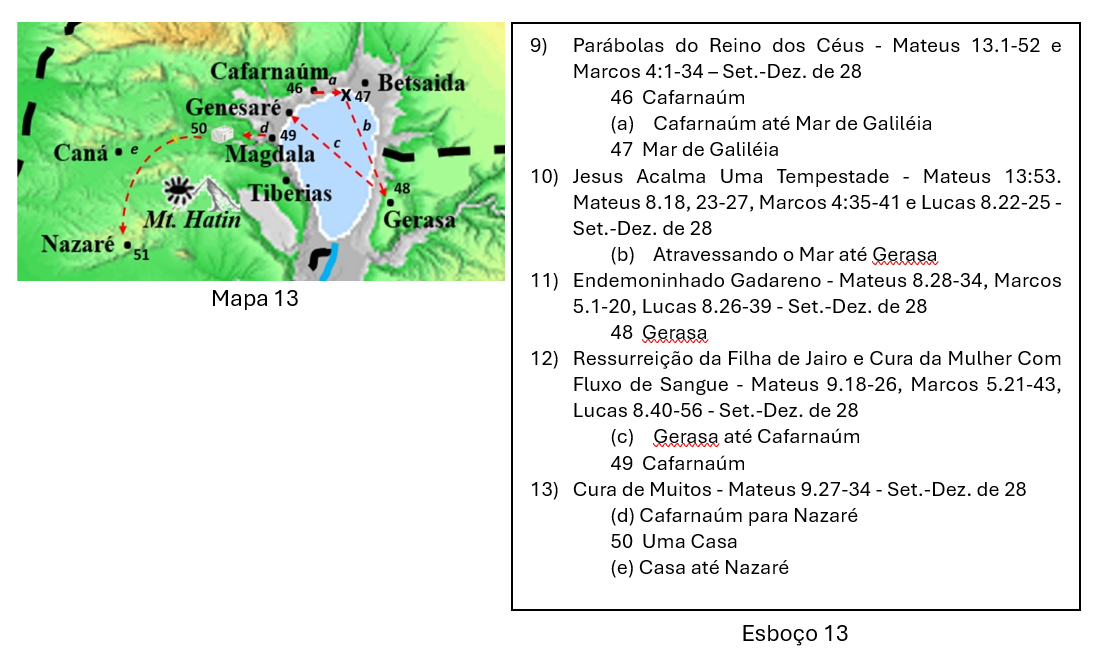 Cafarnaúm
46
a
X 47
Betsaida
Genesaré
50
d
49
b
c
Caná
e
Magdala
Tiberias
48
Gerasa
Mt. Hatin
Nazaré
51
Mapa 13
9) Parábolas do Reino dos Céus - Mateus 13.1-52 e
Marcos 4:1-34 – Set.-Dez. de 28
46 Cafarnaúm
(a) Cafarnaúm até Mar de Galiléia
47 Mar de Galiléia
10) Jesus Acalma Uma Tempestade - Mateus 13:53.
Mateus 8.18, 23-27, Marcos 4:35-41 e Lucas 8.22-25 -
Set.-Dez. de 28
(b) Atravessando o Mar até Gerasa
11) Endemoninhado Gadareno - Mateus 8.28-34, Marcos
5.1-20, Lucas 8.26-39 - Set.-Dez. de 28
48 Gerasa
12) Ressurreição da Filha de Jairo e Cura da Mulher Com
Fluxo de Sangue - Mateus 9.18-26, Marcos 5.21-43,
Lucas 8.40-56 - Set.-Dez. de 28
(c) Gerasa até Cafarnaúm
49 Cafarnaúm
13) Cura de Muitos - Mateus 9.27-34 - Set.-Dez. de 28
(d) Cafarnaúm para Nazaré
50 Uma Casa
(e) Casa até Nazaré
Esboço 13